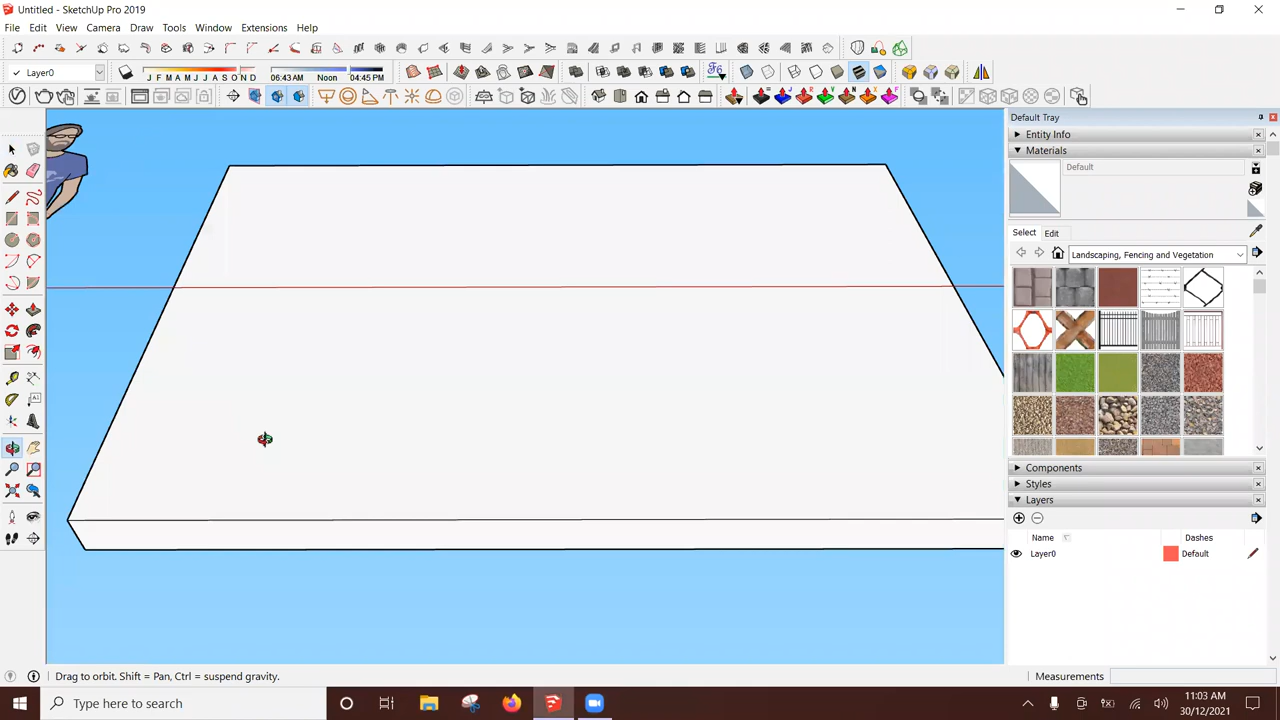 Untitled - SketchUp Pro 2019
File Edit View Camera Draw Tools Window Extensions Help
Layer0
J F M A M J J A S O N D
06:43 AM Noon 04:45 PM
Default Tray
Entity Info
Materials
Default
Select Edit
Landscaping, Fencing and Vegetation
Components
Styles
Layers
Name Dashes
Layer0 Default
Drag to orbit. Shift = Pan, Ctrl = suspend gravity.
Measurements
Type here to search
11:03 AM
30/12/2021